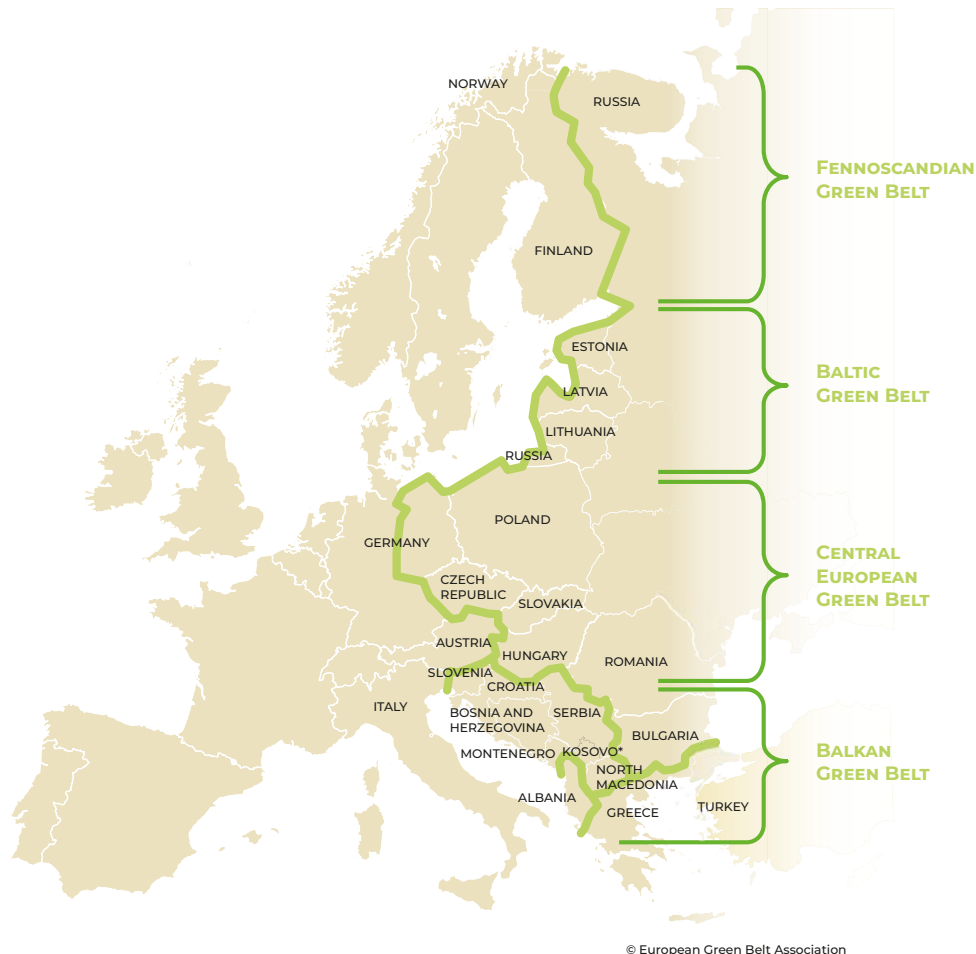 NORWAY
RUSSIA
FENNOSCANDIAN
GREEN BELT
FINLAND
ESTONIA
BALTIC
GREEN BELT
LATVIA
LITHUANIA
RUSSIA
POLAND
GERMANY
CENTRAL
EUROPEAN
GREEN BELT
CZECH
REPUBLIC
SLOVAKIA
AUSTRIA
HUNGARY
ROMANIA
SLOVENIA
CROATIA
ITALY
BOSNIA AND
HERZEGOVINA
SERBIA
BULGARIA
MONTENEGRO
KOSOVO*
BALKAN
GREEN BELT
NORTH
MACEDONIA
ALBANIA
GREECE
TURKEY
© European Green Belt Association